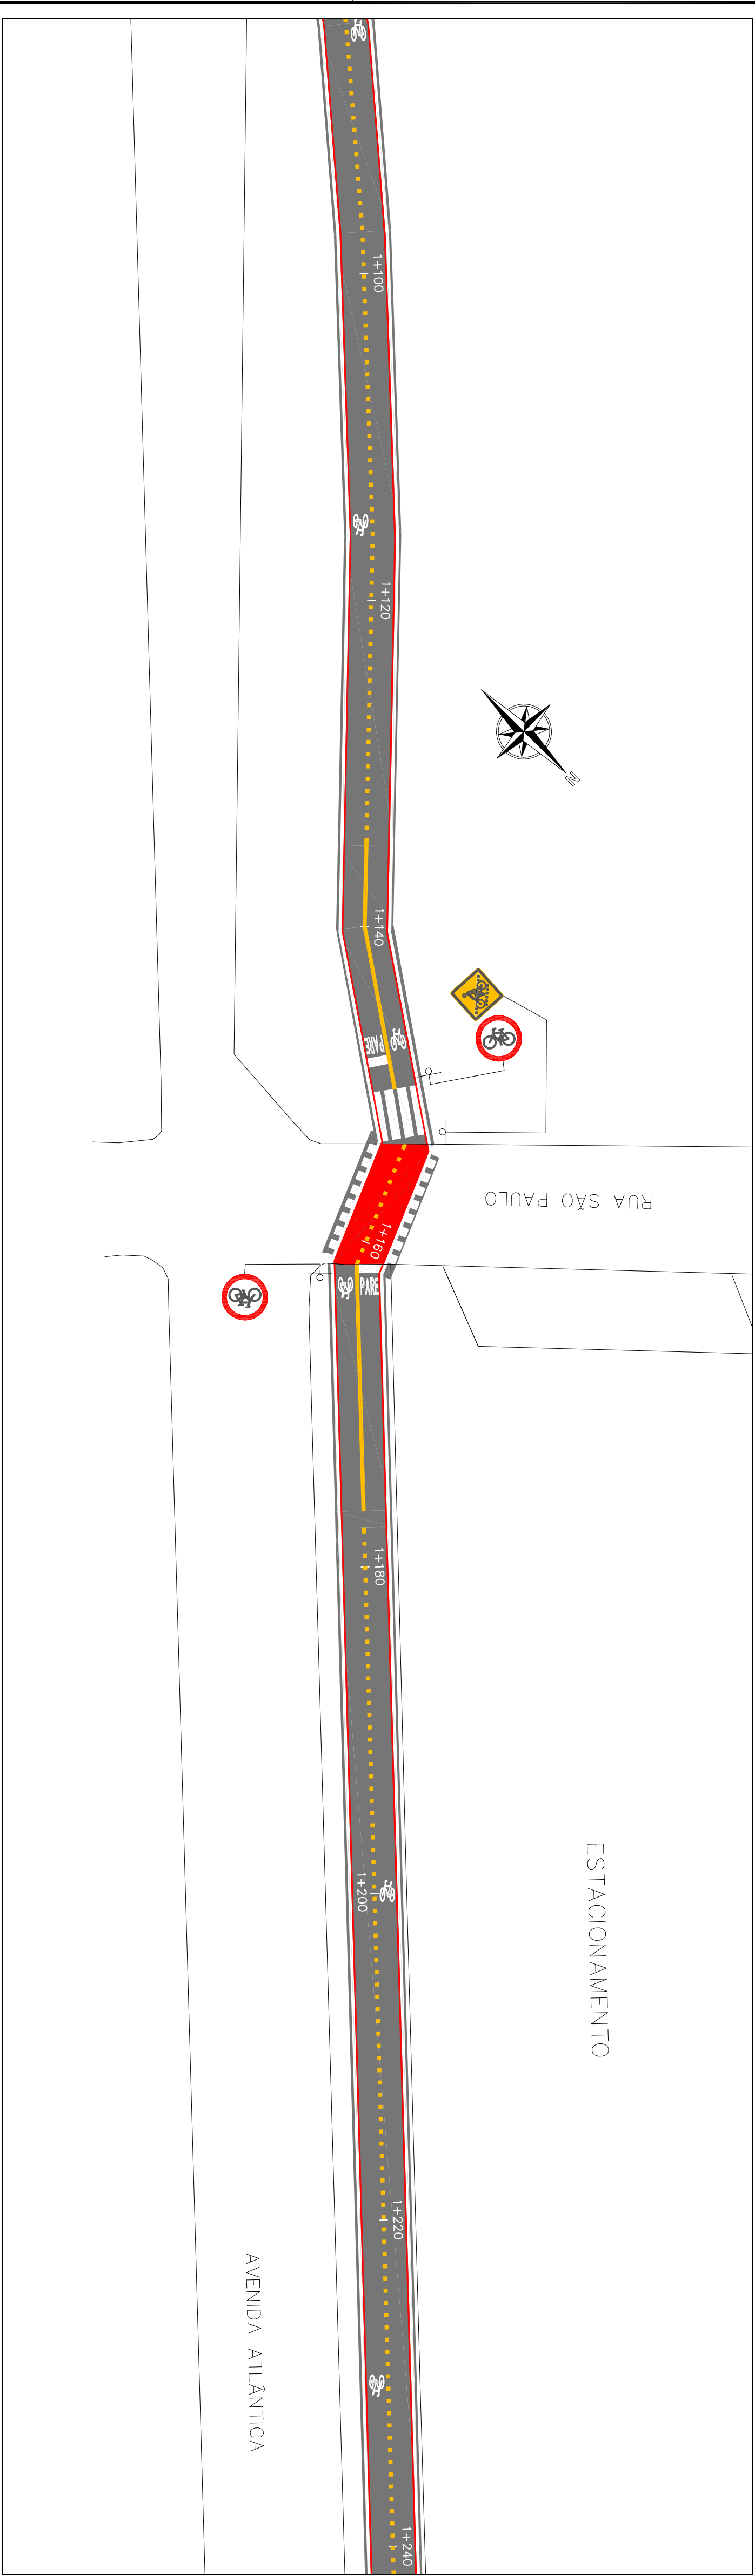 1+100
1+120
N
1+140
PARE
RUA SÃO PAULO
1+160
PARE
1+180
1+200
ESTACIONAMENTO
1+220
AVENIDA ATLÂNTICA
1+240